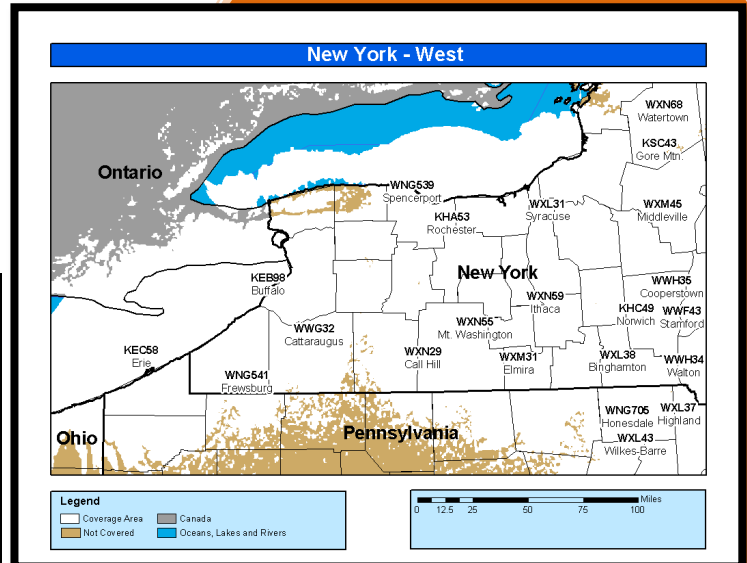 New York - West
WXN68
Watertown
KSC43
Gore Mtn.
Ontario
WNG539
Spencerport
WXL31
Syracuse
WXM45
Middleville
KHA53
Rochester
New York
KEB98
Buffalo
WWH35
Cooperstown
WXN59
Ithaca
KHC49
Norwich
WWF43
Stamford
WWG32
Cattaraugus
WXN55
Mt. Washington
KEC58
Erie
WXN29
Call Hill
WXM31
Elmira
WXL38
Binghamton
WWH34
Walton
WNG541
Frewsburg
WNG705
Honesdale
WXL37
Highland
Ohio
Pennsylvania
WXL43
Wilkes-Barre
Legend
Coverage Area
Canada
Not Covered
Oceans, Lakes and Rivers
Miles
0 12.5 25 50 75 100